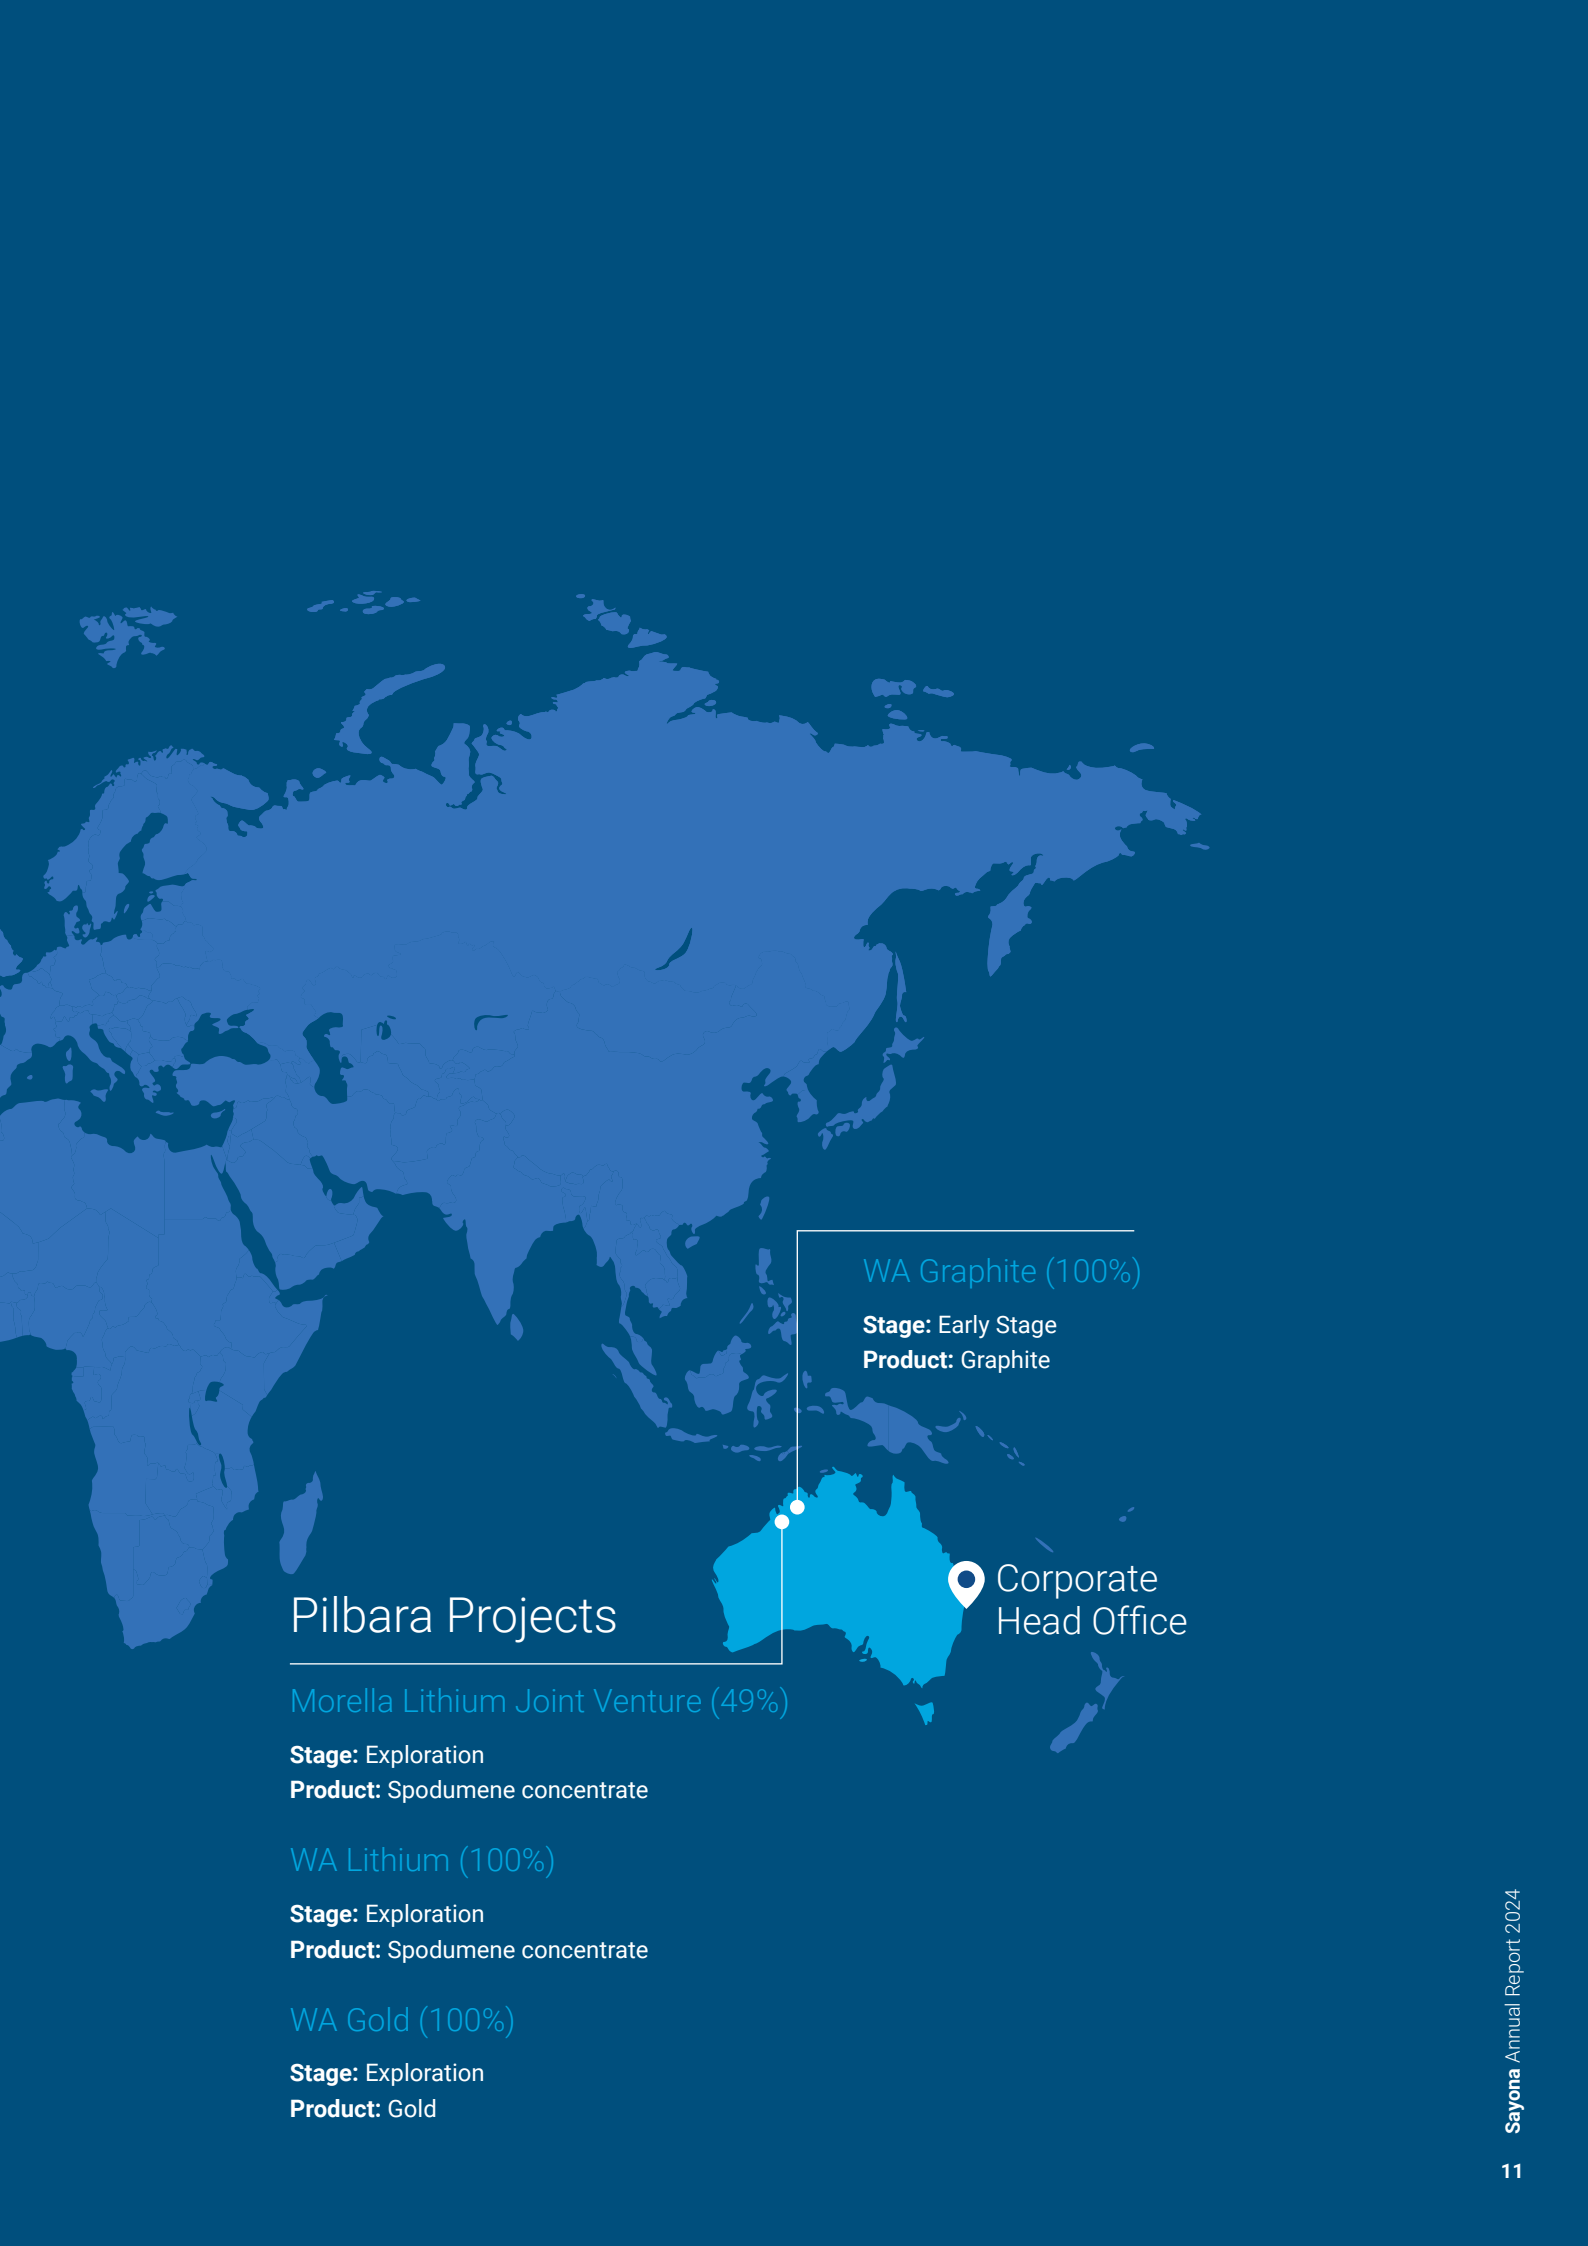 WA Graphite (100%)
Stage: Early Stage
Product: Graphite
Corporate
Head Office
Pilbara Projects
Morella Lithium Joint Venture (49%)
Stage: Exploration
Product: Spodumene concentrate
WA Lithium (100%)
Stage: Exploration
Product: Spodumene concentrate
WA Gold (100%)
Stage: Exploration
Product: Gold
Sayona Annual Report 2024
11